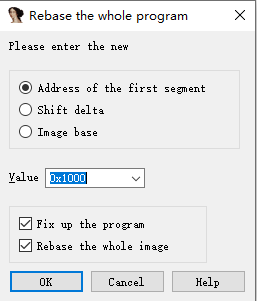 Rebase the whole program
Please enter the new
Address of the first segment
Shift delta
Image base
Value 0x1000
Fix up the program
Rebase the whole image
OK Cancel Help